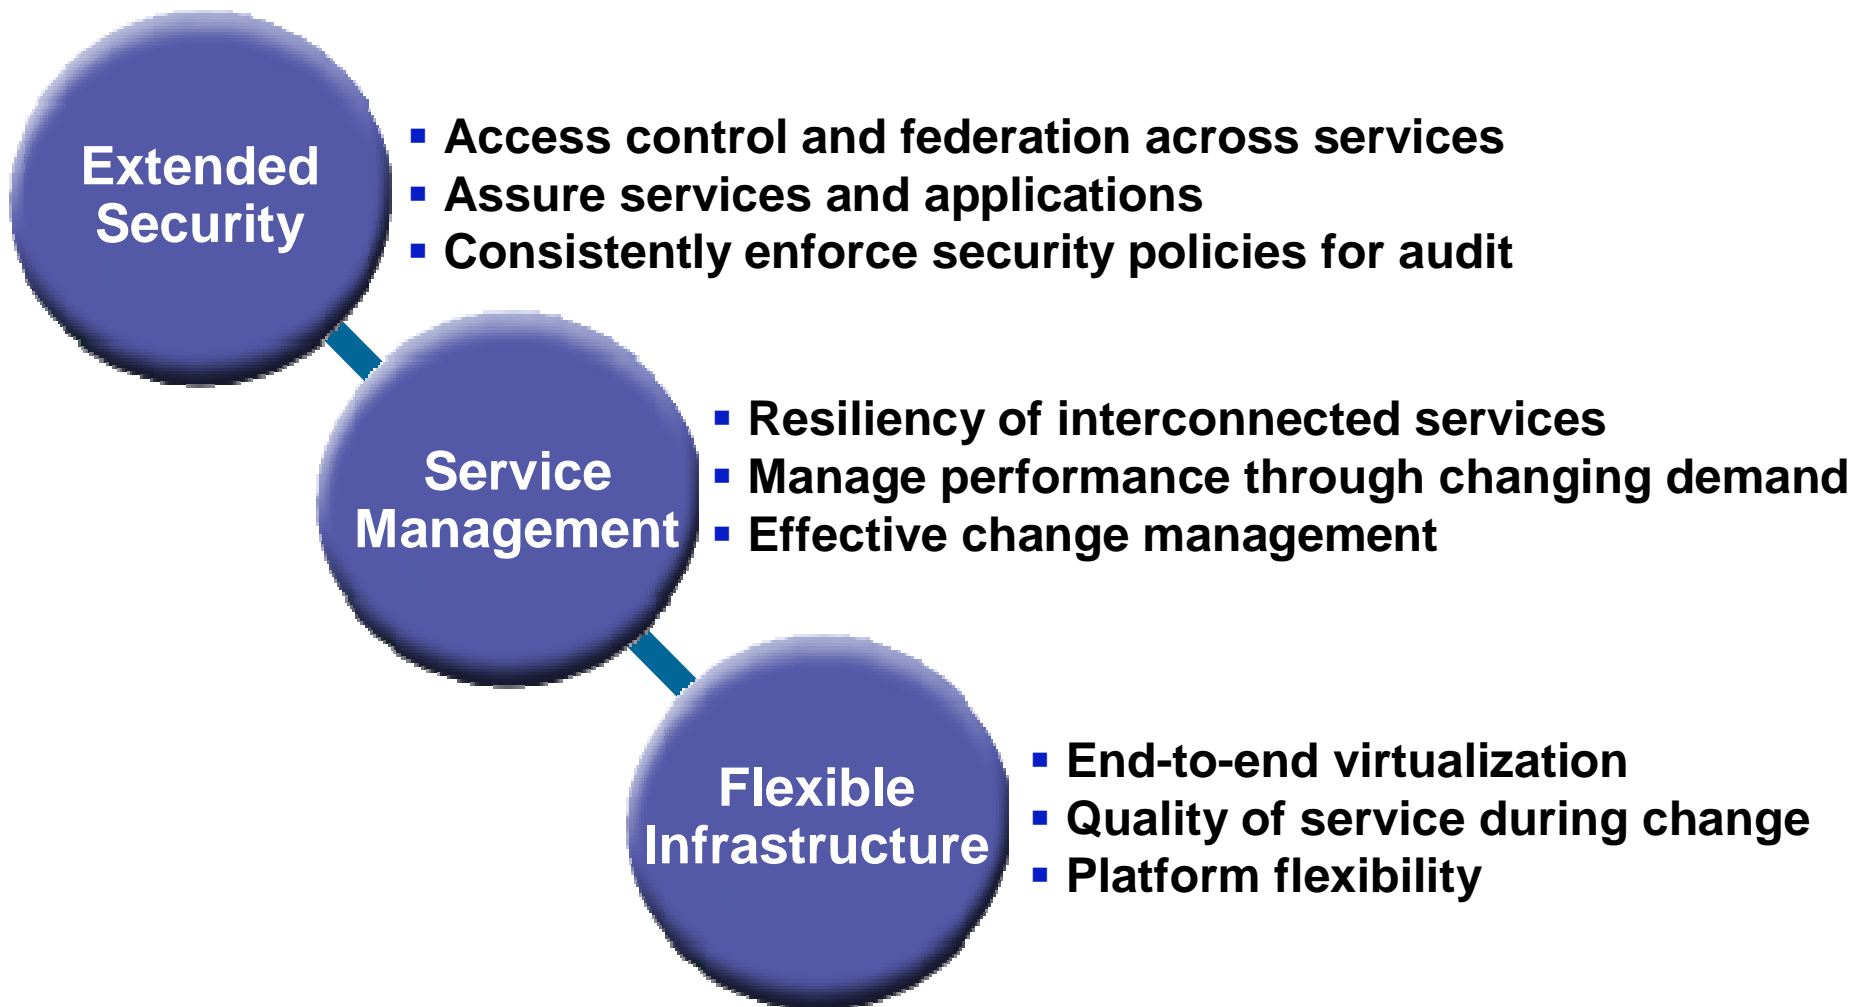 Extended
Security
▪ Access control and federation across services
▪ Assure services and applications
▪ Consistently enforce security policies for audit
Service
Management
▪ Resiliency of interconnected services
▪ Manage performance through changing demand
▪ Effective change management
Flexible
Infrastructure
▪ End-to-end virtualization
▪ Quality of service during change
▪ Platform flexibility